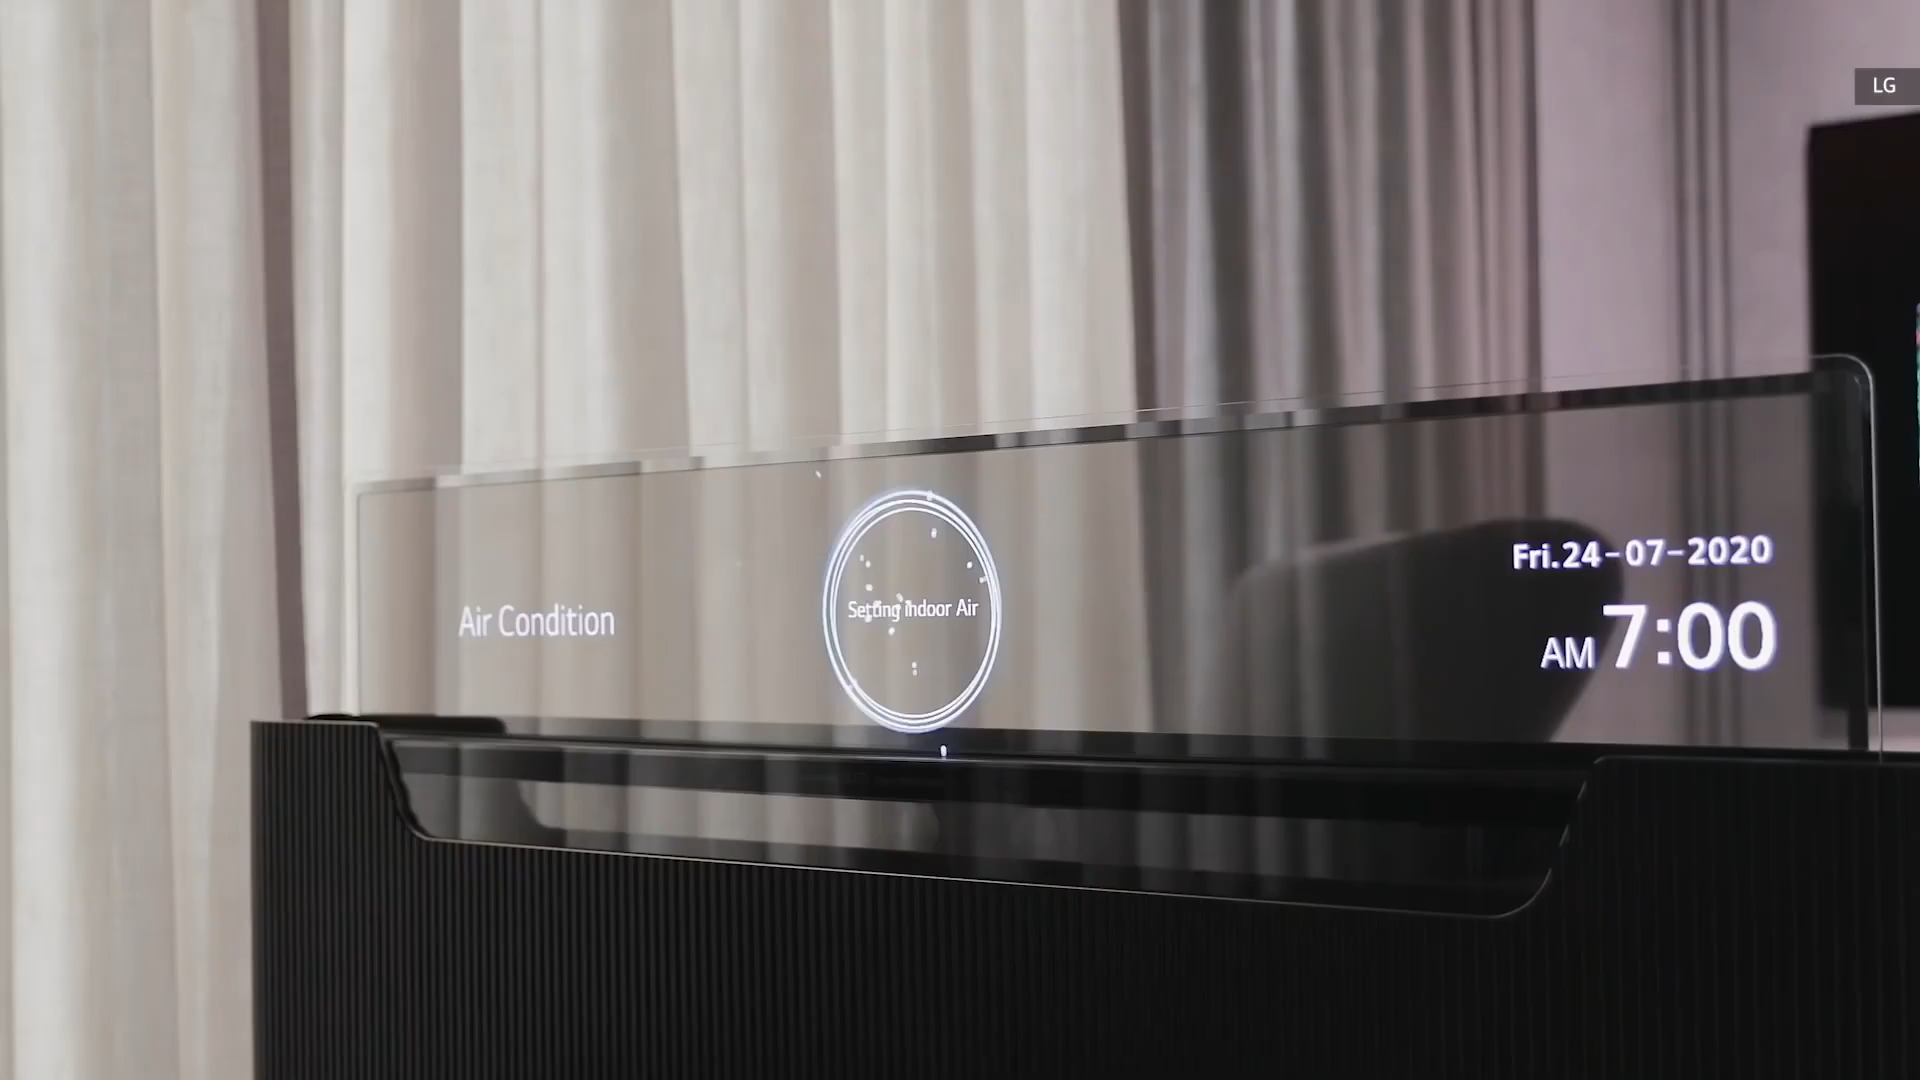 LG
Air Condition
Setting Indoor Air
Fri.24-07-2020
AM 7:00